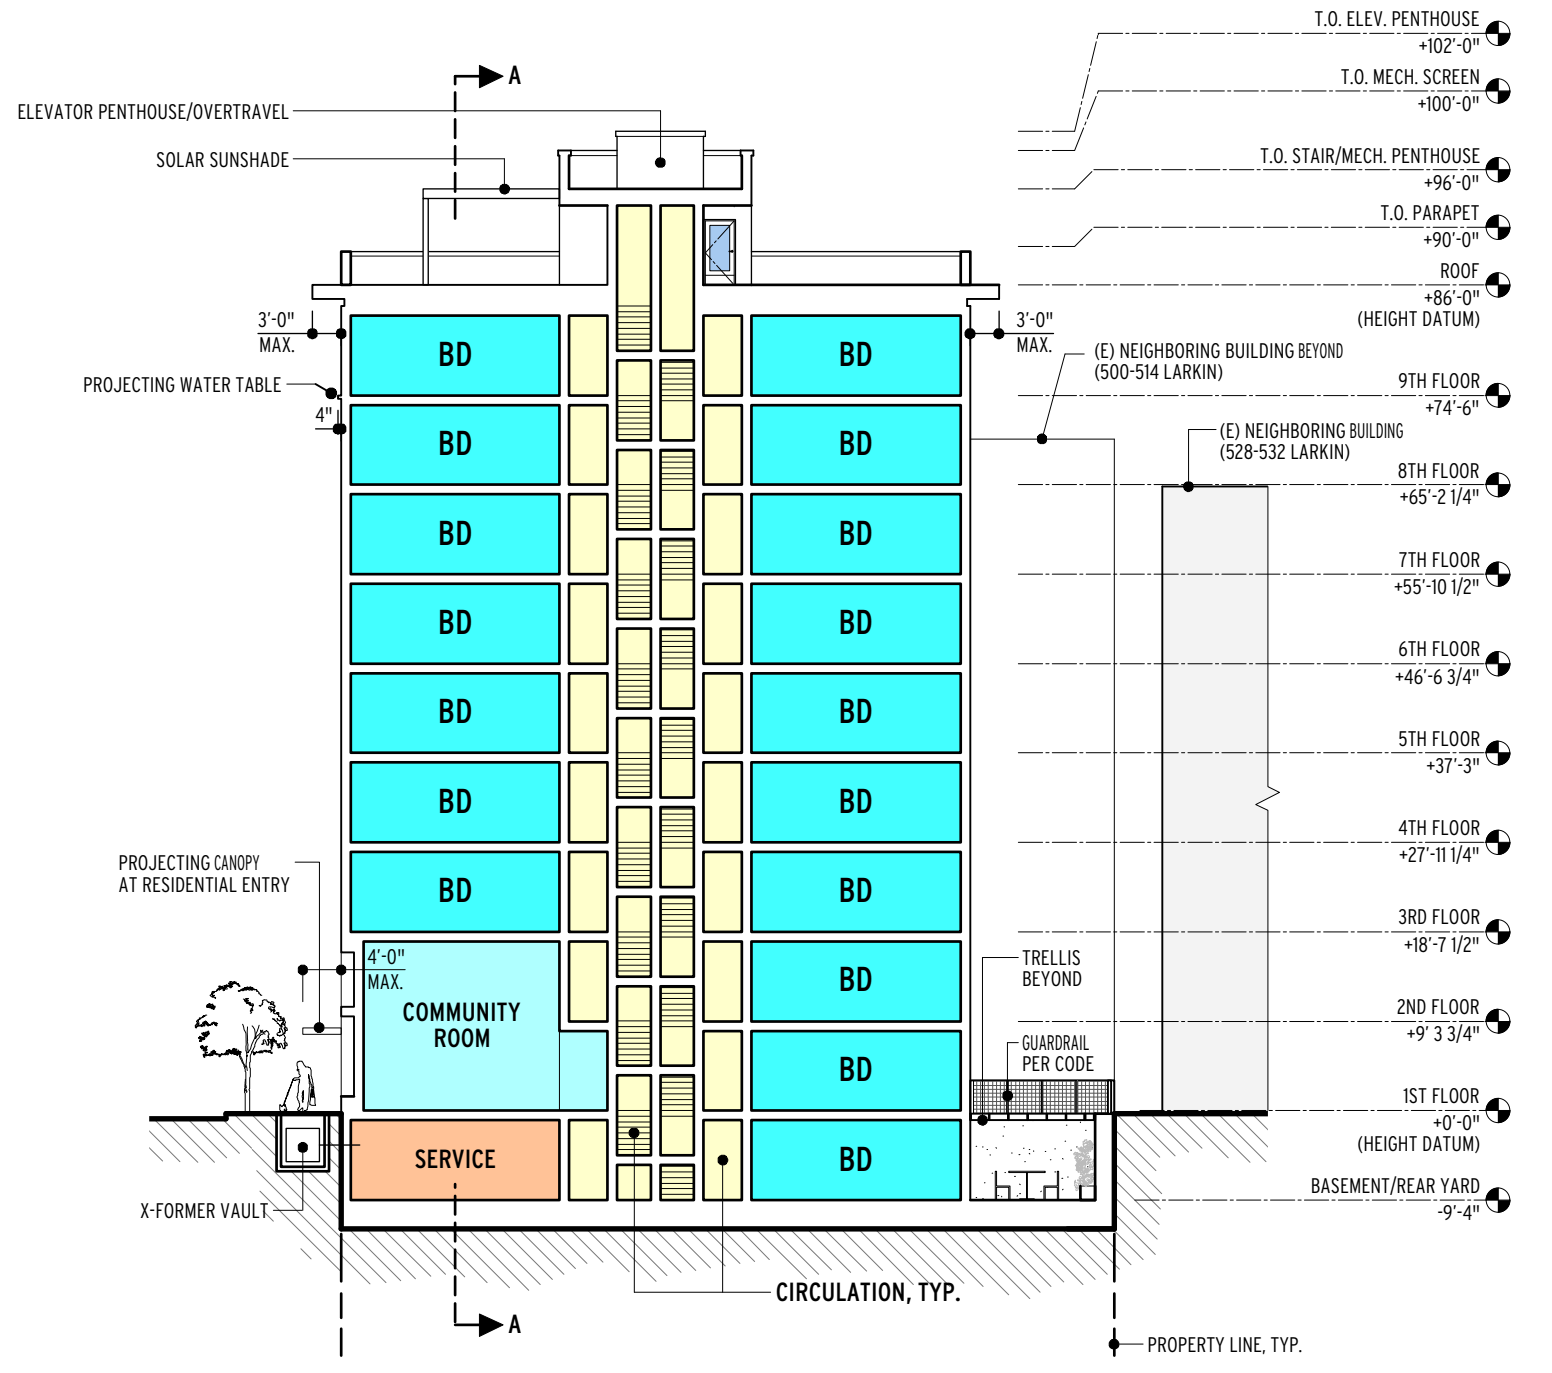 T.O. ELEV. PENTHOUSE
+102'-0"
T.O. MECH. SCREEN
+100'-0"
T.O. STAIR/MECH. PENTHOUSE
+96'-0"
T.O. PARAPET
+90'-0"
ROOF
+86'-0"
(HEIGHT DATUM)
9TH FLOOR
+74'-6"
8TH FLOOR
+65'-2 1/4"
7TH FLOOR
+55'-10 1/2"
6TH FLOOR
+46'-6 3/4"
5TH FLOOR
+37'-3"
4TH FLOOR
+27'-11 1/4"
3RD FLOOR
+18'-7 1/2"
2ND FLOOR
+9' 3 3/4"
1ST FLOOR
+0'-0"
(HEIGHT DATUM)
BASEMENT/REAR YARD
-9'-4"
A
ELEVATOR PENTHOUSE/OVERTRAVEL
SOLAR SUNSHADE
3'-0"
MAX.
3'-0"
MAX.
PROJECTING WATER TABLE
4"
(E) NEIGHBORING BUILDING BEYOND
(500-514 LARKIN)
(E) NEIGHBORING BUILDING
(528-532 LARKIN)
BD BD
BD BD
BD BD
BD BD
BD BD
BD BD
BD BD
PROJECTING CANOPY
AT RESIDENTIAL ENTRY
4'-0"
MAX.
COMMUNITY
ROOM
BD
BD
TRELLIS
BEYOND
GUARDRAIL
PER CODE
SERVICE
BD
X-FORMER VAULT
CIRCULATION, TYP.
A
PROPERTY LINE, TYP.